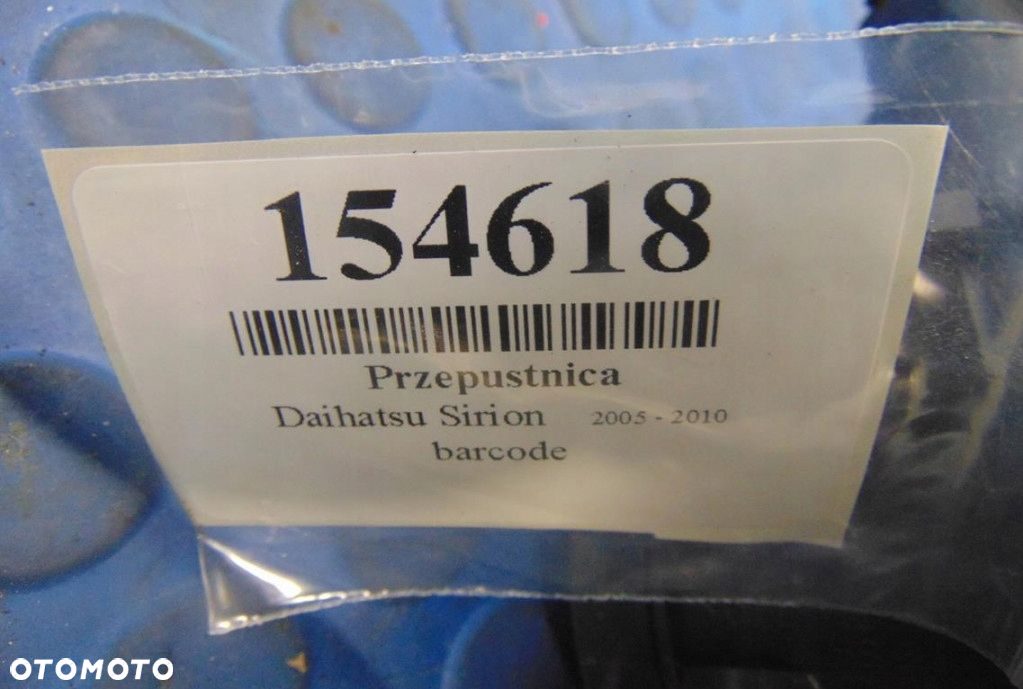 154618
Przepustnica
Daihatsu Sirion 2005 - 2010
barcode
OTOMOTO